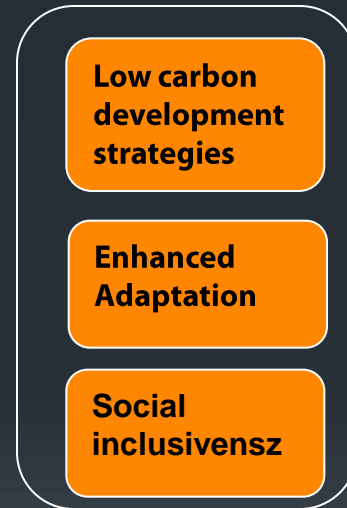 Low carbon
development
strategies
Enhanced
Adaptation
Social
inclusivensz